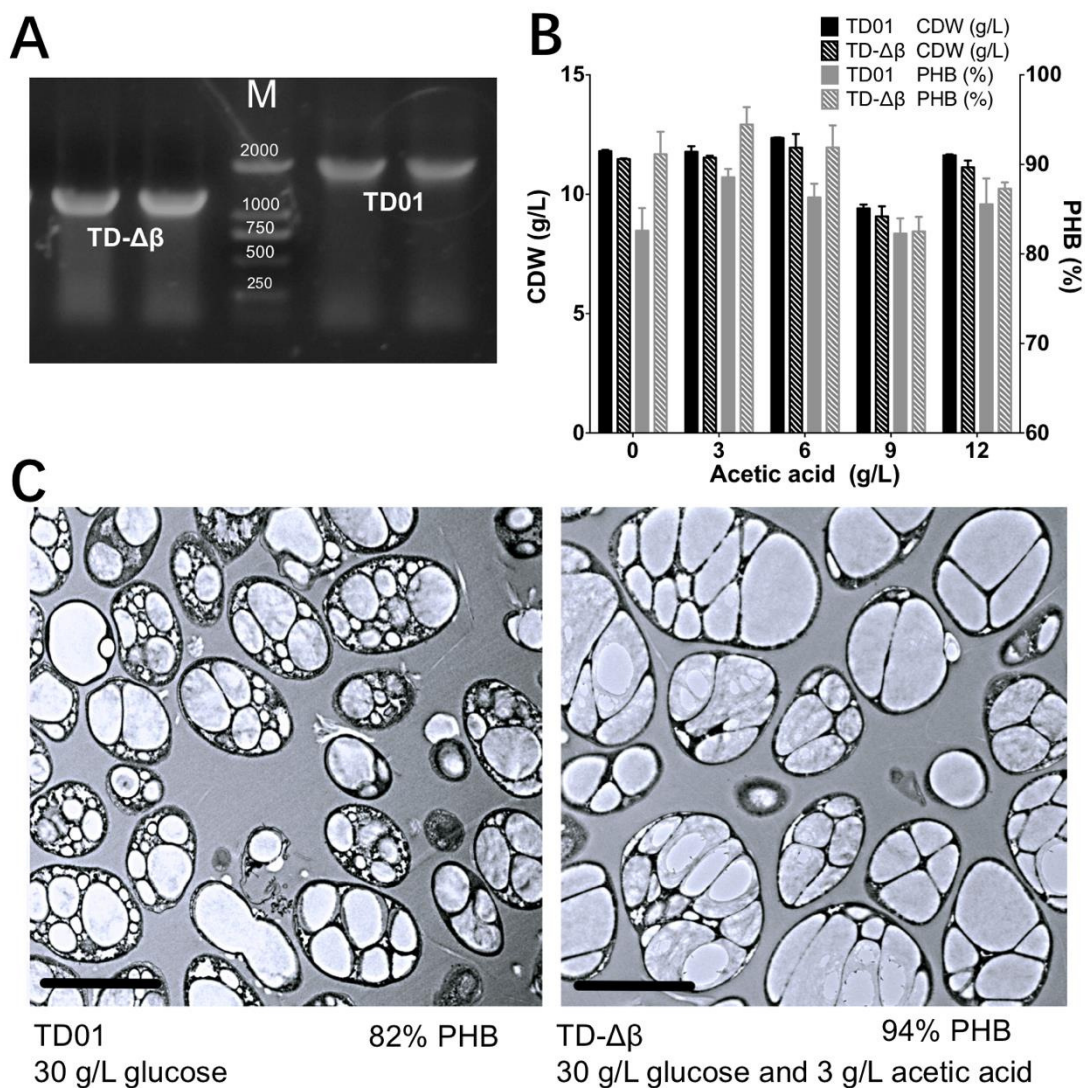 A
M
2000
1000
750
500
250
TD-Δβ
TD01
B
TD01 CDW (g/L)
TD-Δβ CDW (g/L)
TD01 PHB (%)
TD-Δβ PHB (%)
15
10
5
0
CDW (g/L)
100
90
80
70
60
PHB (%)
0 3 6 9 12
Acetic acid (g/L)
C
TD01 82% PHB
30 g/L glucose
TD-Δβ 94% PHB
30 g/L glucose and 3 g/L acetic acid